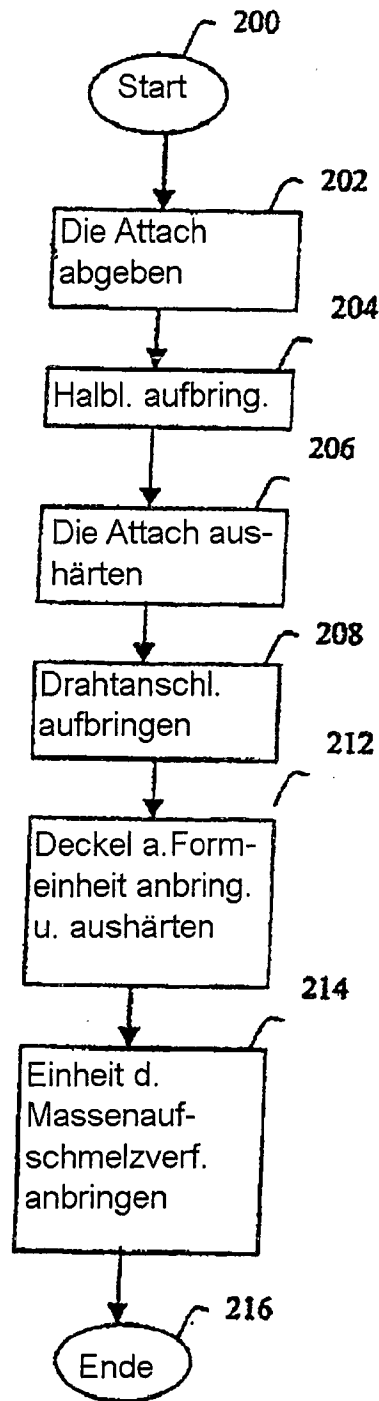 200
Start
202
Die Attach
abgeben
204
Halbl. aufbring.
206
Die Attach aus-
härten
208
Drahtanschl.
aufbringen
212
Deckel a.Form-
einheit anbring.
u. aushärten
214
Einheit d.
Massenauf-
schmelzverf.
anbringen
216
Ende